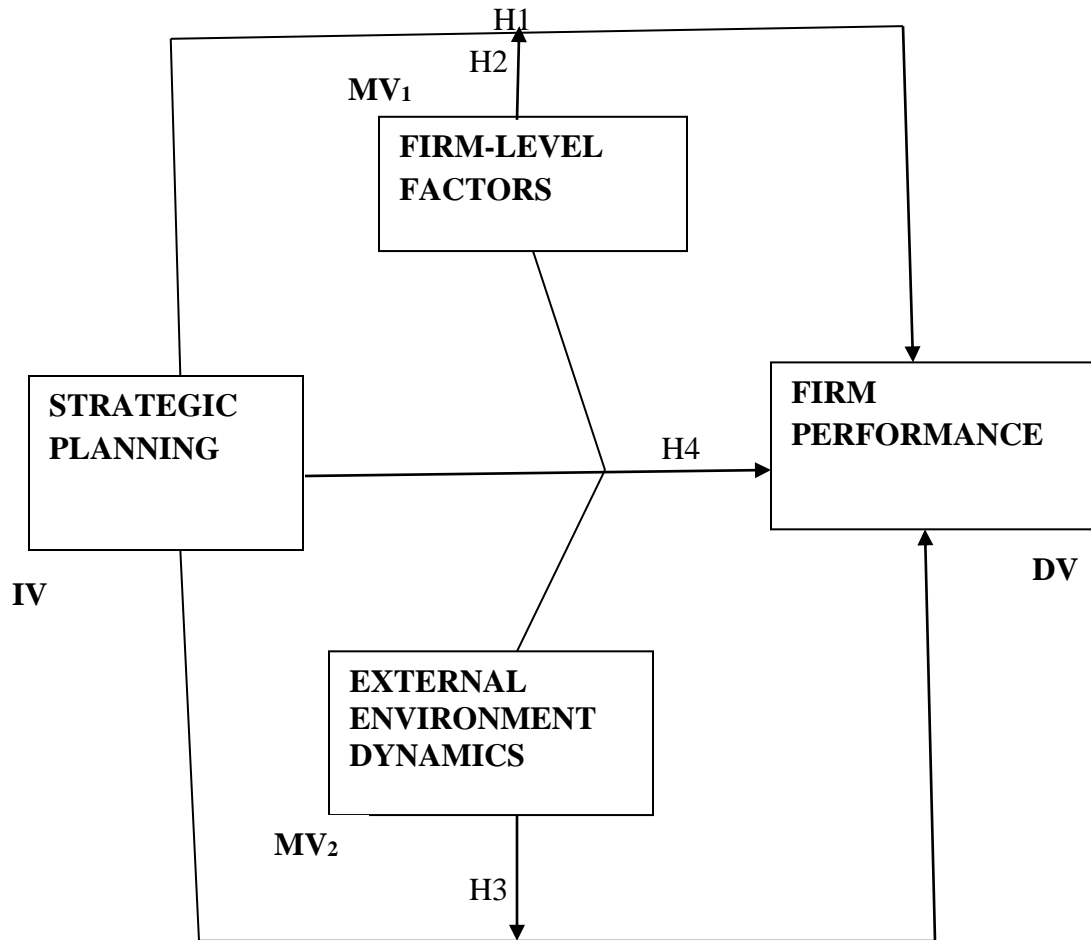 H1
H2
MV₁
FIRM-LEVEL
FACTORS
STRATEGIC
PLANNING
FIRM
PERFORMANCE
H4
IV
DV
EXTERNAL
ENVIRONMENT
DYNAMICS
MV₂
H3